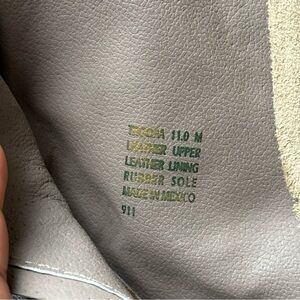 11.0 M
LEATHER UPPER
LEATHER LINING
RUBBER SOLE
MADE IN MEXICO
911